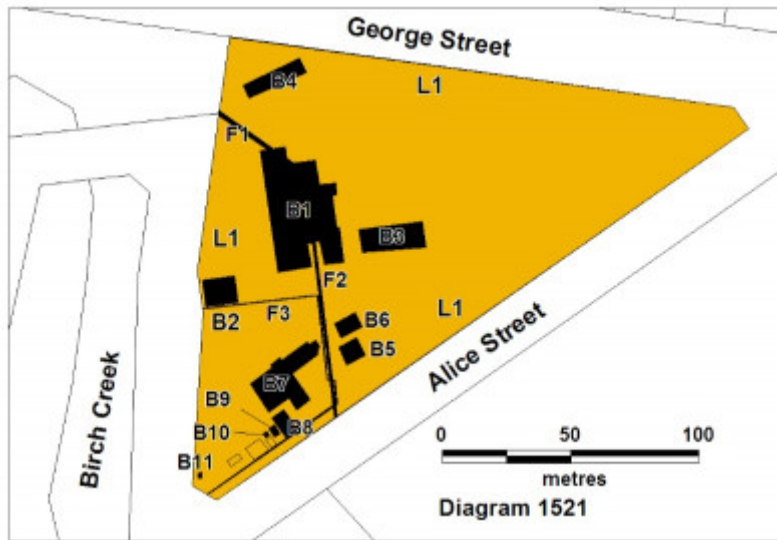 George Street
B4
L1
F1
B1
L1
B3
F2
B2
F3
L1
B6
B5
Alice Street
B7
B9
B8
B10
B11
Birch Creek
0 50 100
metres
Diagram 1521